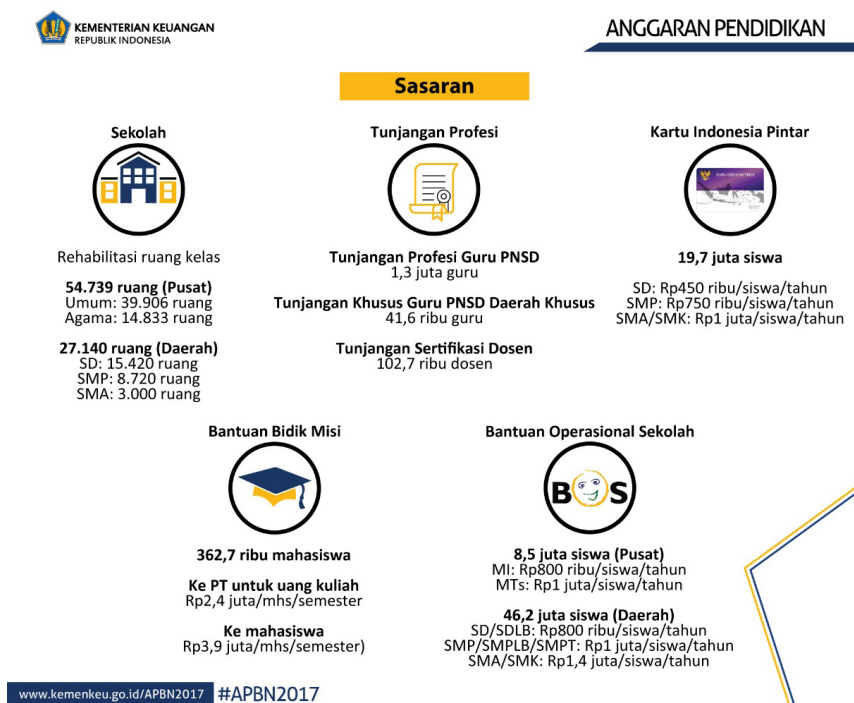 KEMENTERIAN KEUANGAN
REPUBLIK INDONESIA
ANGGARAN PENDIDIKAN
Sasaran
Sekolah
Rehabilitasi ruang kelas
54.739 ruang (Pusat)
Umum: 39.906 ruang
Agama: 14.833 ruang
27.140 ruang (Daerah)
SD: 15.420 ruang
SMP: 8.720 ruang
SMA: 3.000 ruang
Tunjangan Profesi
Tunjangan Profesi Guru PNSD
1,3 juta guru
Tunjangan Khusus Guru PNSD Daerah Khusus
41,6 ribu guru
Tunjangan Sertifikasi Dosen
102,7 ribu dosen
Kartu Indonesia Pintar
Kartu Indonesia Pintar
19,7 juta siswa
SD: Rp450 ribu/siswa/tahun
SMP: Rp750 ribu/siswa/tahun
SMA/SMK: Rp1 juta/siswa/tahun
Bantuan Bidik Misi
362,7 ribu mahasiswa
Ke PT untuk uang kuliah
Rp2,4 juta/mhs/semester
Ke mahasiswa
Rp3,9 juta/mhs/semester)
Bantuan Operasional Sekolah
BOS
8,5 juta siswa (Pusat)
MI: Rp800 ribu/siswa/tahun
MTs: Rp1 juta/siswa/tahun
46,2 juta siswa (Daerah)
SD/SDLB: Rp800 ribu/siswa/tahun
SMP/SMPLB/SMPT: Rp1 juta/siswa/tahun
SMA/SMK: Rp1,4 juta/siswa/tahun
www.kemenkeu.go.id/APBN2017
#APBN2017